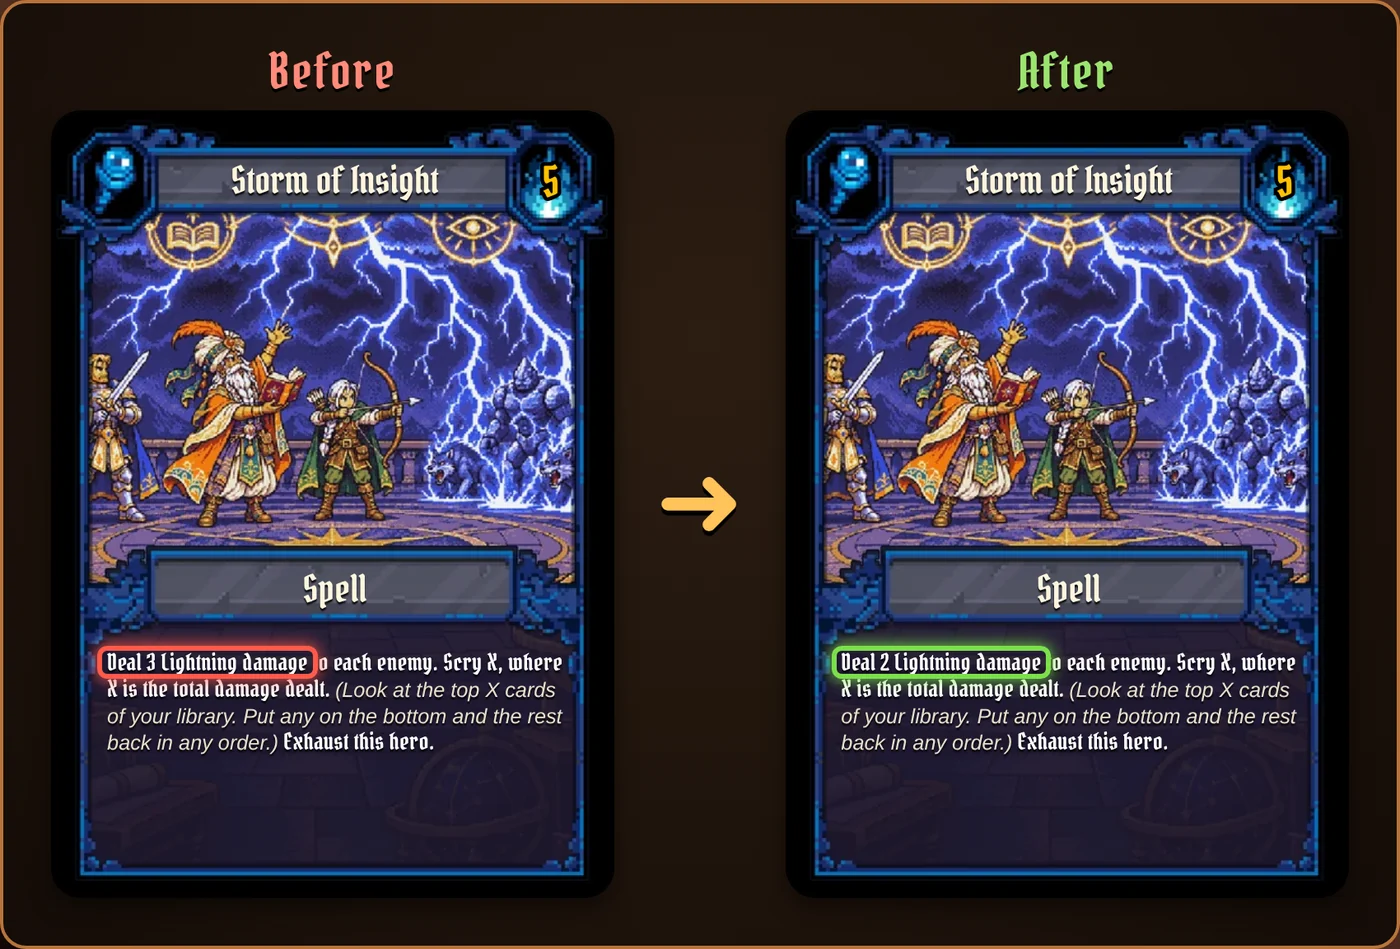 Before
After
Storm of Insight
5
Spell
Deal 3 Lightning damage o each enemy. Scry X, where
X is the total damage dealt. (Look at the top X cards
of your library. Put any on the bottom and the rest
back in any order.) Exhaust this hero.
Storm of Insight
5
Spell
Deal 2 Lightning damage o each enemy. Scry X, where
X is the total damage dealt. (Look at the top X cards
of your library. Put any on the bottom and the rest
back in any order.) Exhaust this hero.